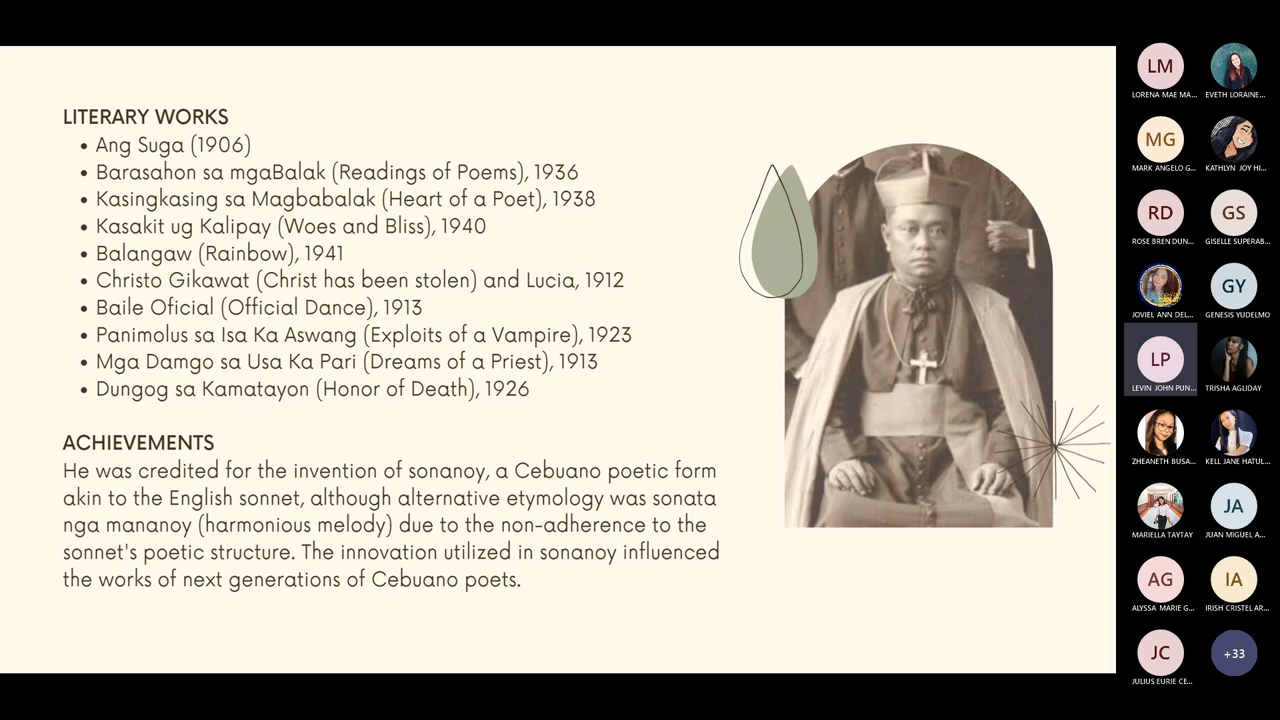 LITERARY WORKS
• Ang Suga (1906)
• Barasahon sa mgaBalak (Readings of Poems), 1936
• Kasingkasing sa Magbabalak (Heart of a Poet), 1938
• Kasakit ug Kalipay (Woes and Bliss), 1940
• Balangaw (Rainbow), 1941
• Christo Gikawat (Christ has been stolen) and Lucia, 1912
• Baile Oficial (Official Dance), 1913
• Panimolus sa Isa Ka Aswang (Exploits of a Vampire), 1923
• Mga Damgo sa Usa Ka Pari (Dreams of a Priest), 1913
• Dungog sa Kamatayon (Honor of Death), 1926
ACHIEVEMENTS
He was credited for the invention of sonanoy, a Cebuano poetic form
akin to the English sonnet, although alternative etymology was sonata
nga mananoy (harmonious melody) due to the non-adherence to the
sonnet's poetic structure. The innovation utilized in sonanoy influenced
the works of next generations of Cebuano poets.
LM
LORENA MAE MA...
EVETH LORAINE...
MG
MARK ANGELO G...
KATHLYN JOY HI...
RD
GS
ROSE BREN DUN...
GISELLE SUPERAB...
GY
JOVIEL ANN DEL...
GENESIS YUDELMO
LP
LEVIN JOHN PUN...
TRISHA AGLIDAY
ZHEANETH BUSA...
KELL JANE HATUL...
JA
MARIELLA TAYTAY
JUAN MIGUEL A...
AG
IA
ALYSSA MARIE G...
IRISH CRISTEL AR...
JC
+33
JULIUS EURIE CE...